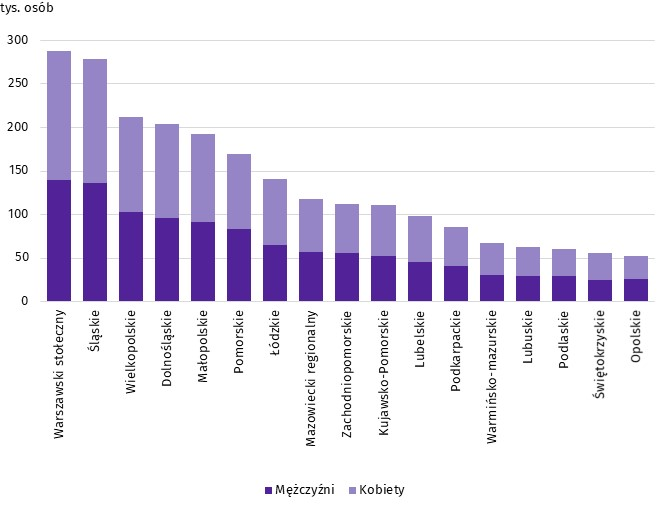 tys. osób
300
250
200
150
100
50
0
Warszawski stołeczny
Śląskie
Wielkopolskie
Dolnośląskie
Małopolskie
Pomorskie
Łódzkie
Mazowiecki regionalny
Zachodniopomorskie
Kujawsko-Pomorskie
Lubelskie
Podkarpackie
Warmińsko-mazurskie
Lubuskie
Podlaskie
Świętokrzyskie
Opolskie
Mężczyźni Kobiety